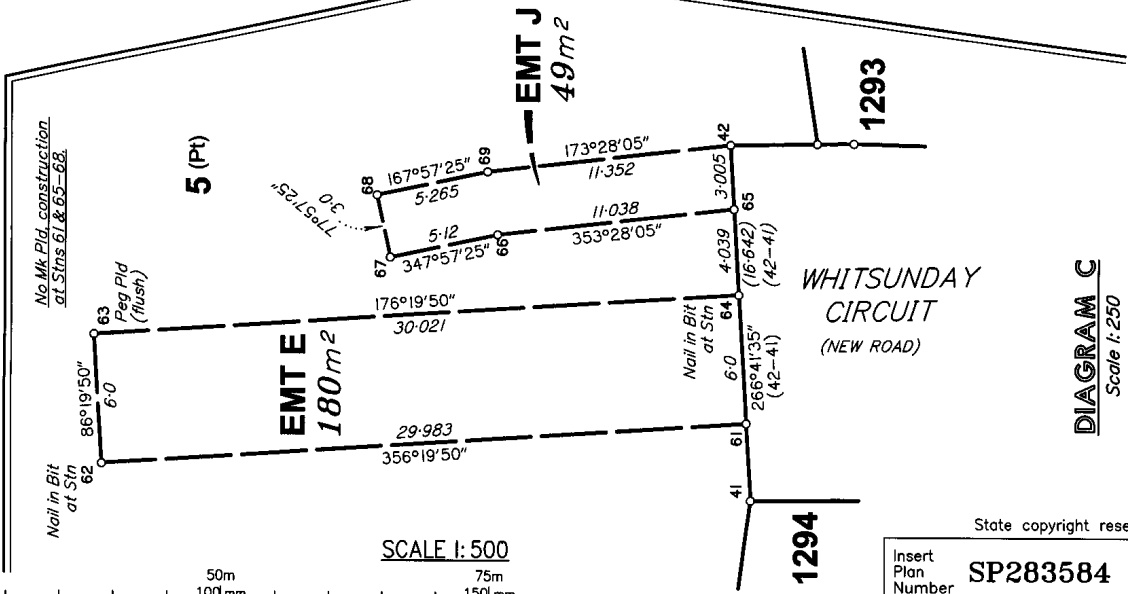 No Mk Pld, construction
at Stns 61 & 65-68.
5 (Pt)
EMT J
49m²
1293
77°57'25"
3·0
68
167°57'25"
5·265
69
173°28'05"
11·352
42
3·005
65
11·038
353°28'05"
66
5·12
347°57'25"
67
4·039
(16·642)
(42-41)
63
Peg Pld
(flush)
176°19'50"
30·021
64
Nail in Bit
at Stn
WHITSUNDAY
CIRCUIT
(NEW ROAD)
86°19'50"
6·0
EMT E
180m²
6·0
266°41'35"
(42-41)
DIAGRAM C
Scale 1:250
Nail in Bit
at Stn
62
29·983
356°19'50"
61
41
1294
SCALE 1:500
50m
100mm
75m
150mm
State copyright rese
Insert
Plan
Number
SP283584